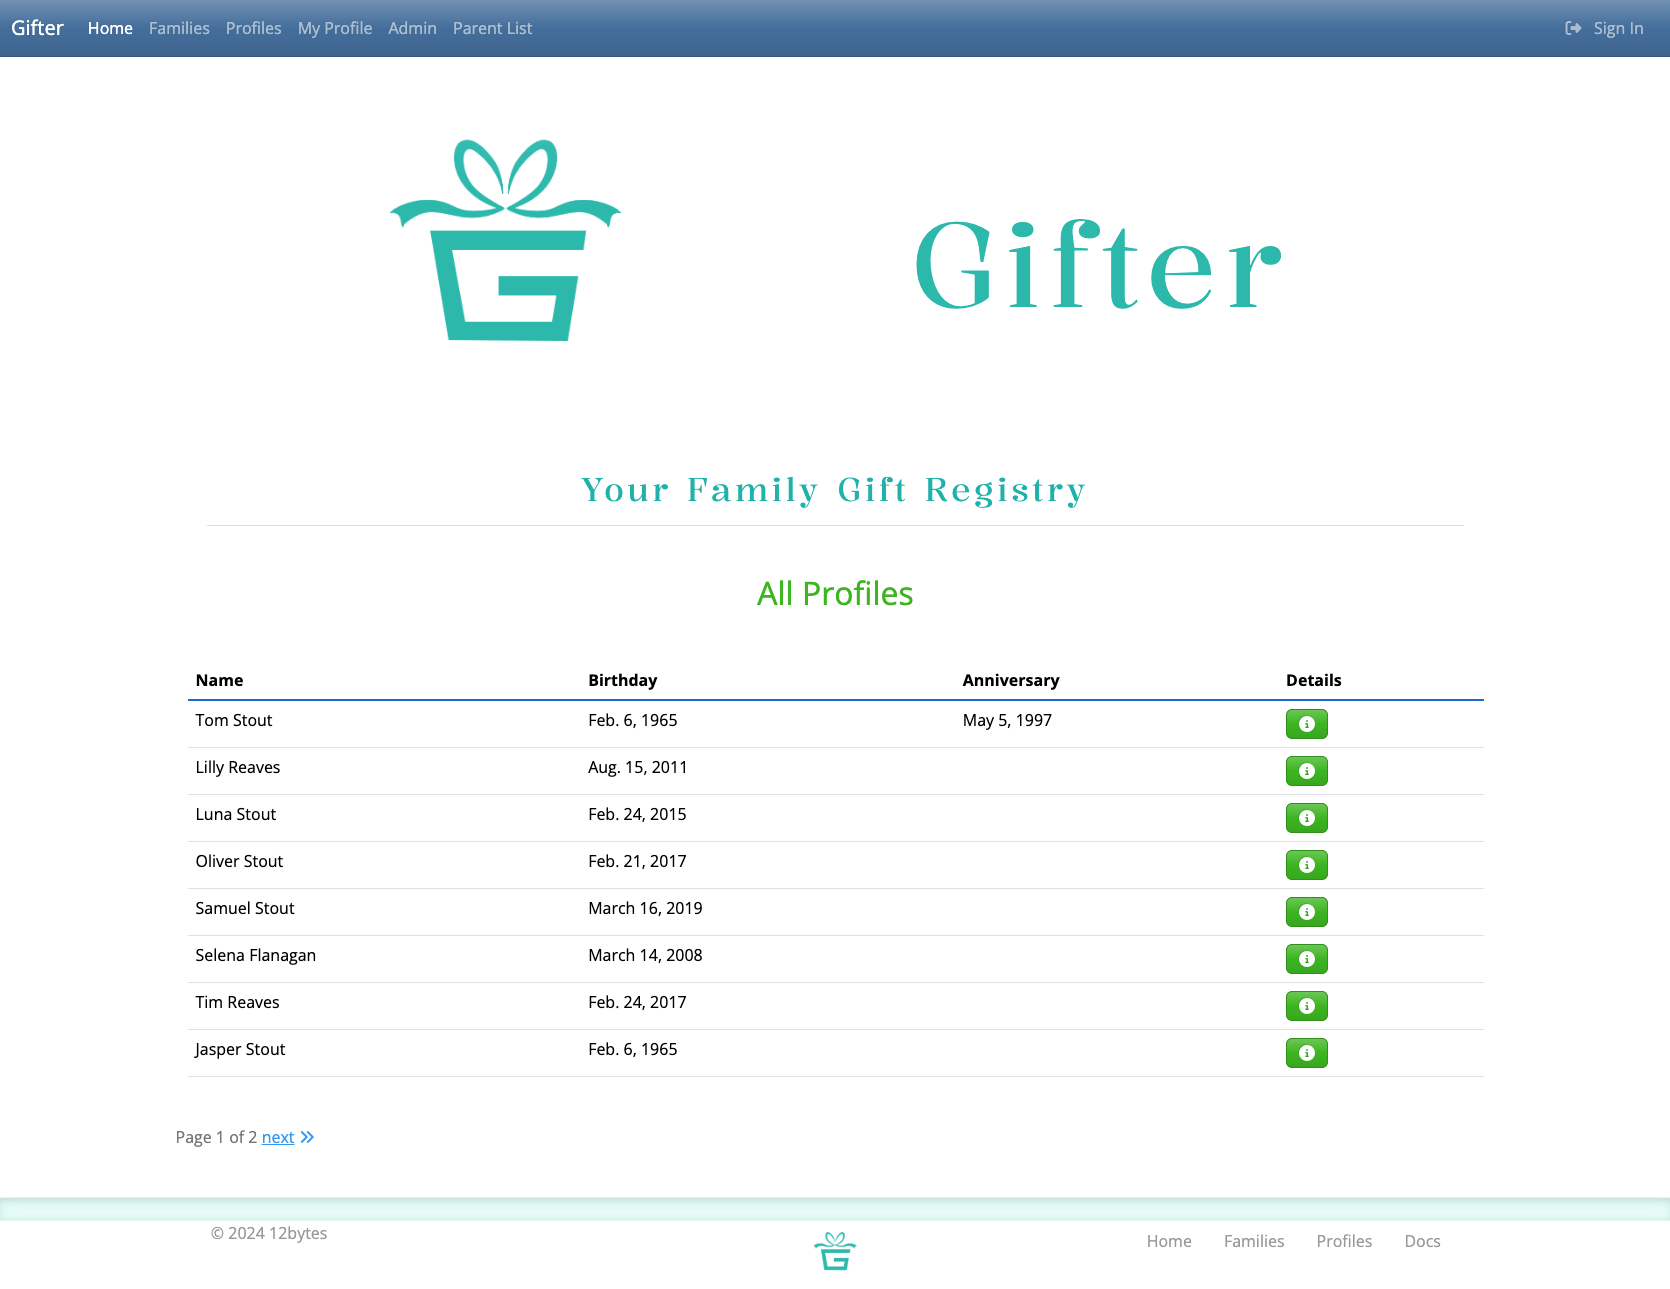 Gifter Home Families Profiles My Profile Admin Parent List Sign In
Gifter
Your Family Gift Registry
All Profiles
Name Birthday Anniversary Details
Tom Stout Feb. 6, 1965 May 5, 1997
Lilly Reaves Aug. 15, 2011
Luna Stout Feb. 24, 2015
Oliver Stout Feb. 21, 2017
Samuel Stout March 16, 2019
Selena Flanagan March 14, 2008
Tim Reaves Feb. 24, 2017
Jasper Stout Feb. 6, 1965
Page 1 of 2 next »
© 2024 12bytes Home Families Profiles Docs